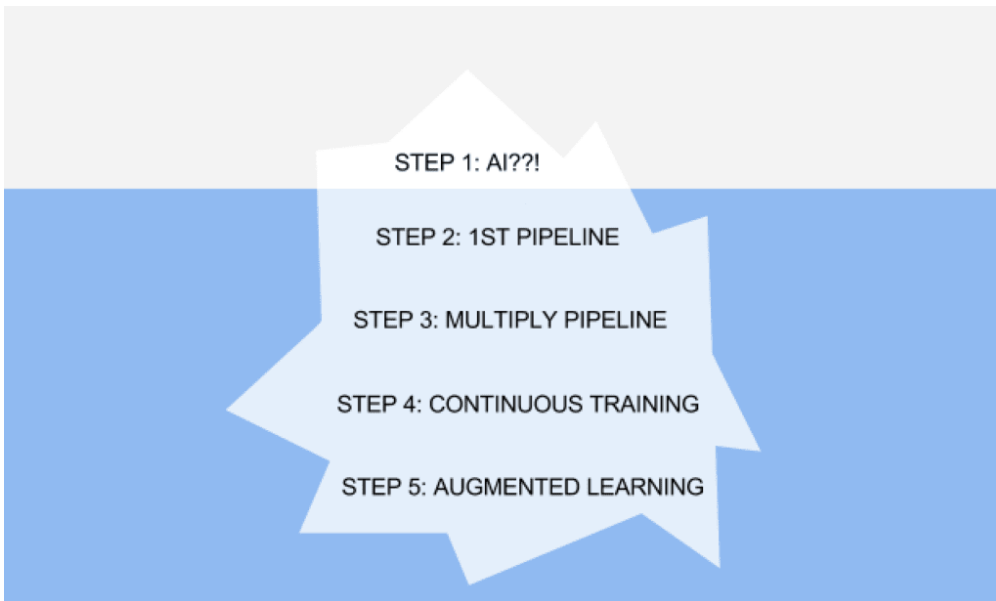 STEP 1: AI??!
STEP 2: 1ST PIPELINE
STEP 3: MULTIPLY PIPELINE
STEP 4: CONTINUOUS TRAINING
STEP 5: AUGMENTED LEARNING